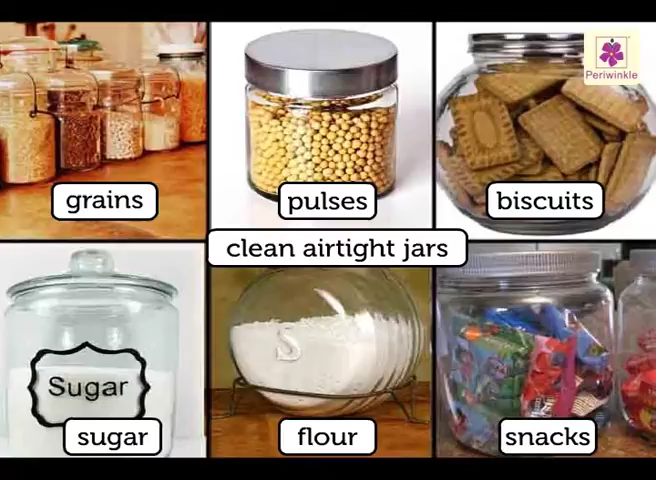 Periwinkle
grains
pulses
biscuits
clean airtight jars
Sugar
sugar
flour
snacks